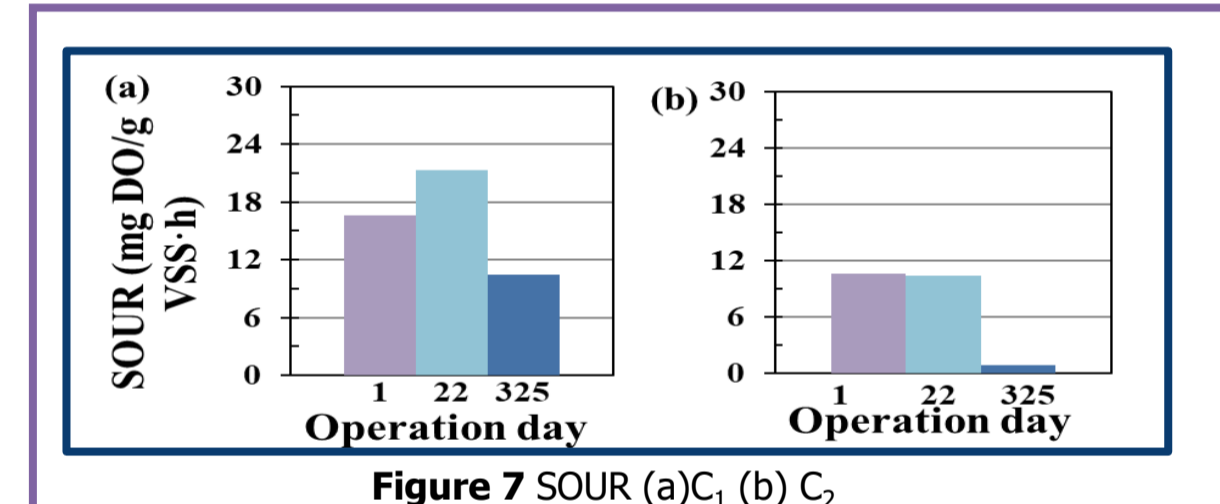 (a)
SOUR (mg DO/g
VSS·h)
30
24
18
12
6
0
1 22 325
Operation day
(b)
30
24
18
12
6
0
1 22 325
Operation day
Figure 7 SOUR (a)C₁ (b) C₂